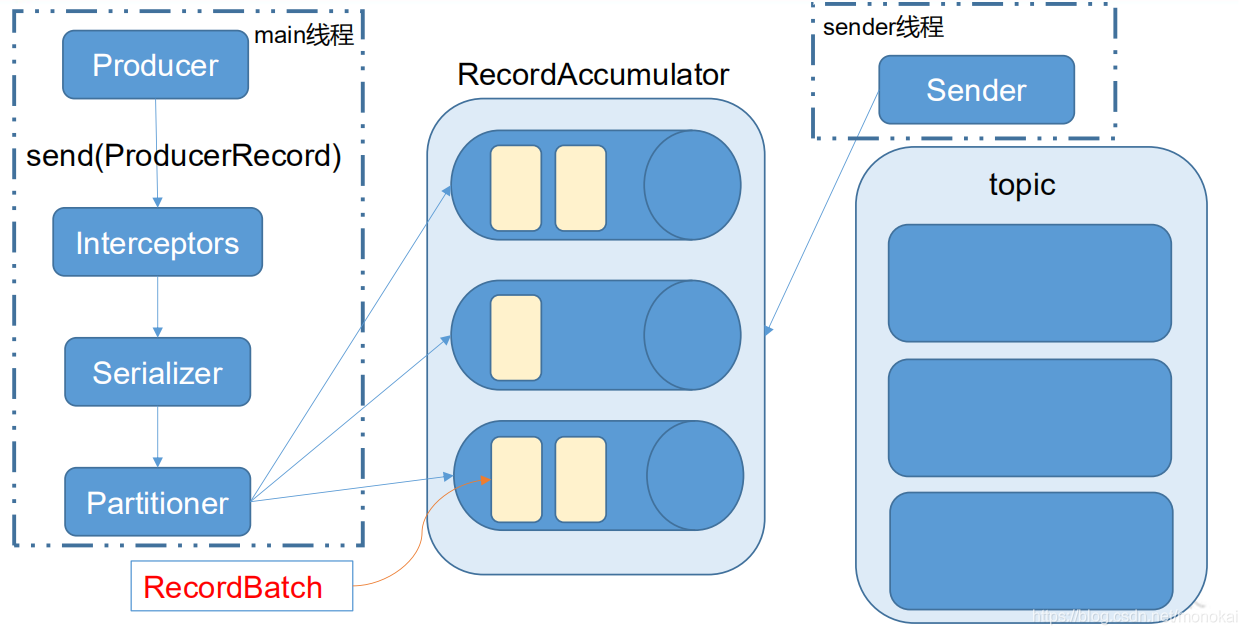 main线程
Producer
send(ProducerRecord)
Interceptors
Serializer
Partitioner
RecordBatch
RecordAccumulator
sender线程
Sender
topic
https://blog.csdn.net/monokai